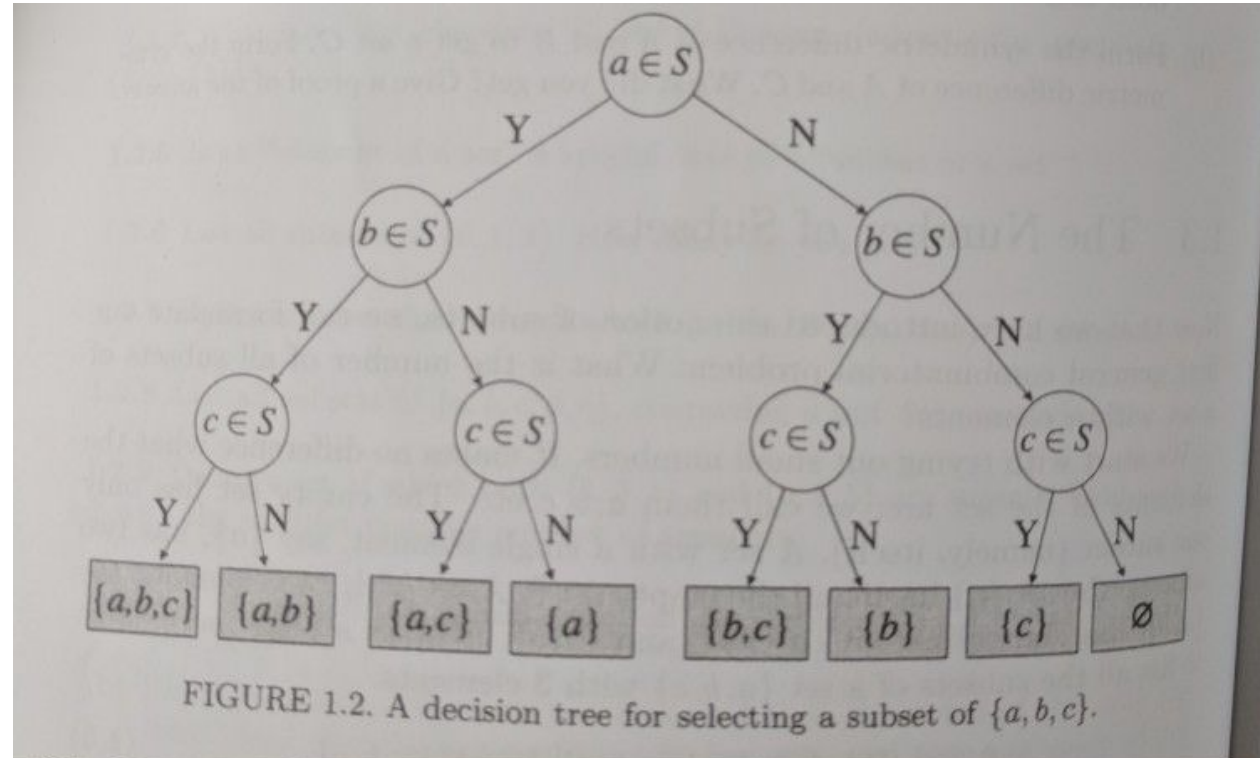 a ∈ S
Y N
b ∈ S b ∈ S
Y N Y N
c ∈ S c ∈ S c ∈ S c ∈ S
Y N Y N Y N Y N
{a,b,c} {a,b} {a,c} {a} {b,c} {b} {c} ∅
FIGURE 1.2. A decision tree for selecting a subset of {a, b, c}.